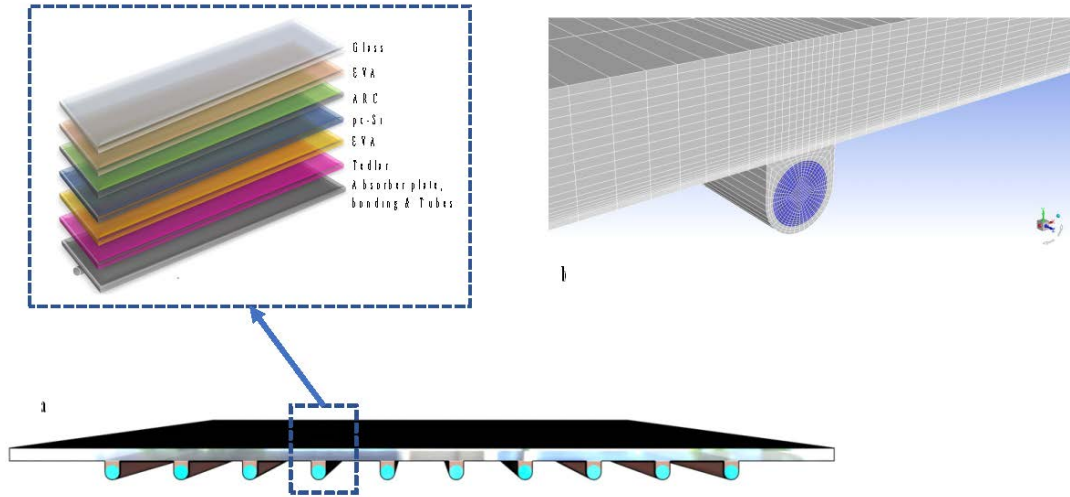 Glass
EVA
ARC
pc-Si
EVA
Tedlar
Absorber plate,
bonding & Tubes
b
a